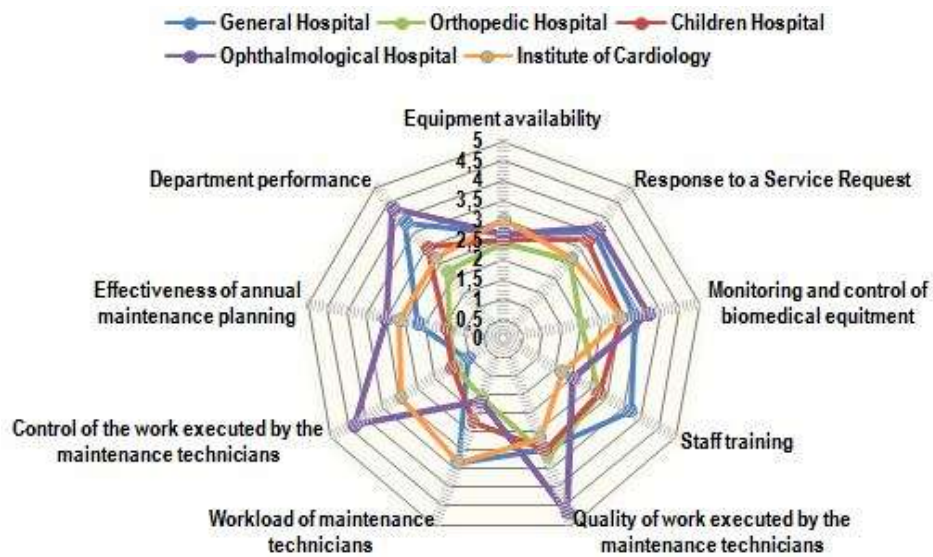 General Hospital Orthopedic Hospital Children Hospital
Ophthalmological Hospital Institute of Cardiology
Equipment availability
5
4,5
4
3,5
3
2,5
2
1,5
1
0,5
0
Department performance
Response to a Service Request
Effectiveness of annual
maintenance planning
Monitoring and control of
biomedical equitment
Control of the work executed by the
maintenance technicians
Staff training
Workload of maintenance
technicians
Quality of work executed by the
maintenance technicians